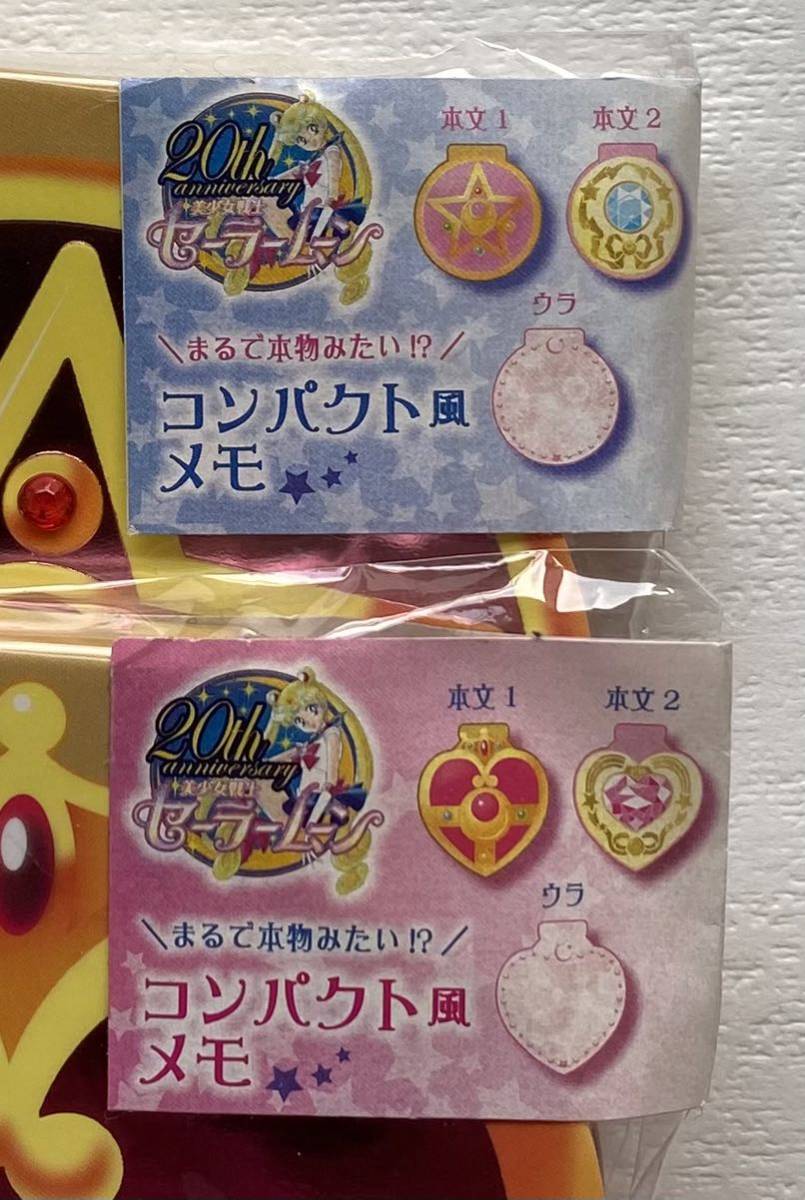 20th
anniversary
美少女戦士
セーラームーン
本文1
本文2
ウラ
\まるで本物みたい!?/
コンパクト風
メモ
20th
anniversary
美少女戦士
セーラームーン
本文1
本文2
ウラ
\まるで本物みたい!?/
コンパクト風
メモ